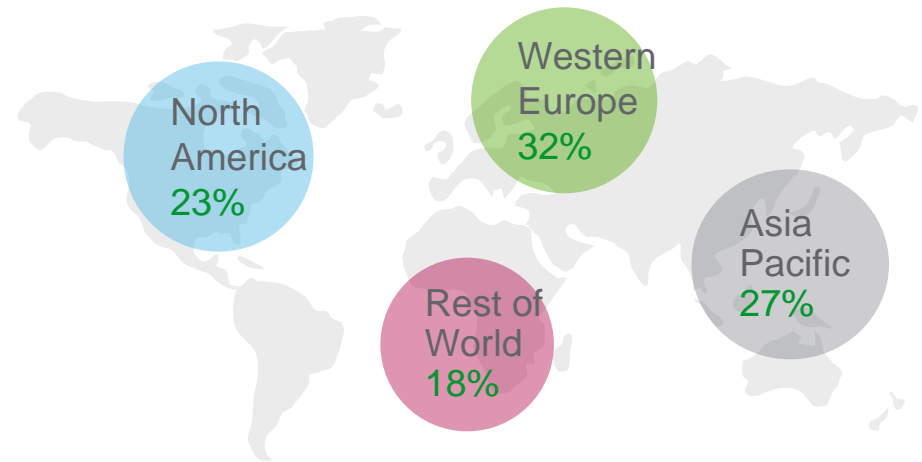 North
America
23%
Western
Europe
32%
Asia
Pacific
27%
Rest of
World
18%